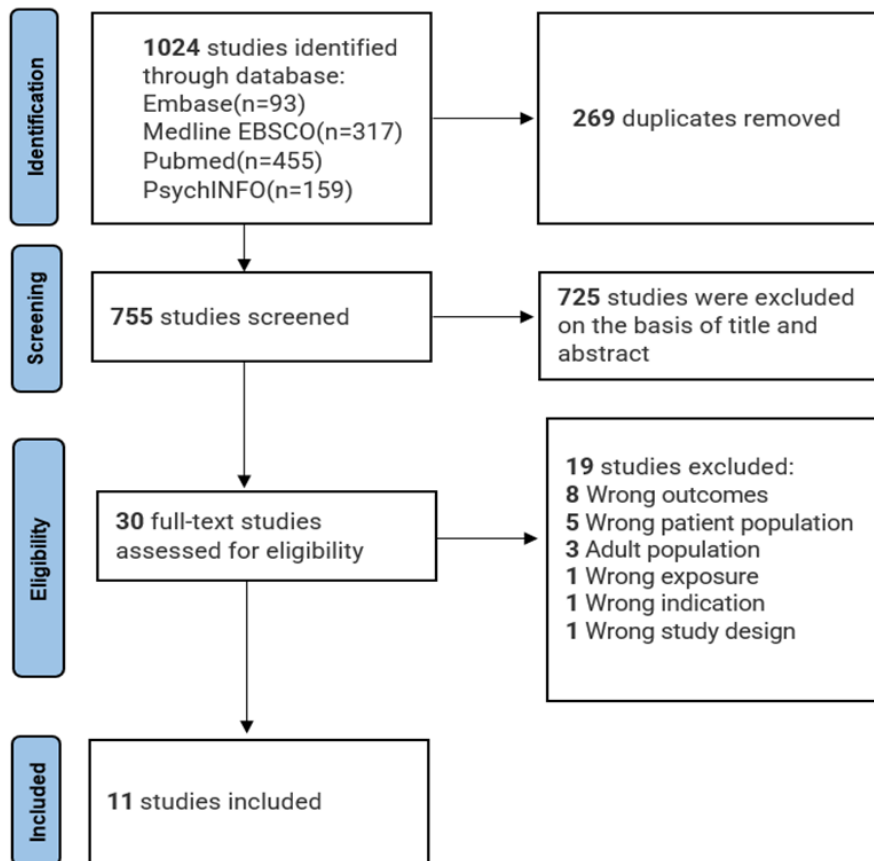 Identification
1024 studies identified
through database:
Embase(n=93)
Medline EBSCO(n=317)
Pubmed(n=455)
PsychINFO(n=159)
269 duplicates removed
Screening
755 studies screened
725 studies were excluded
on the basis of title and
abstract
Eligibility
30 full-text studies
assessed for eligibility
19 studies excluded:
8 Wrong outcomes
5 Wrong patient population
3 Adult population
1 Wrong exposure
1 Wrong indication
1 Wrong study design
Included
11 studies included